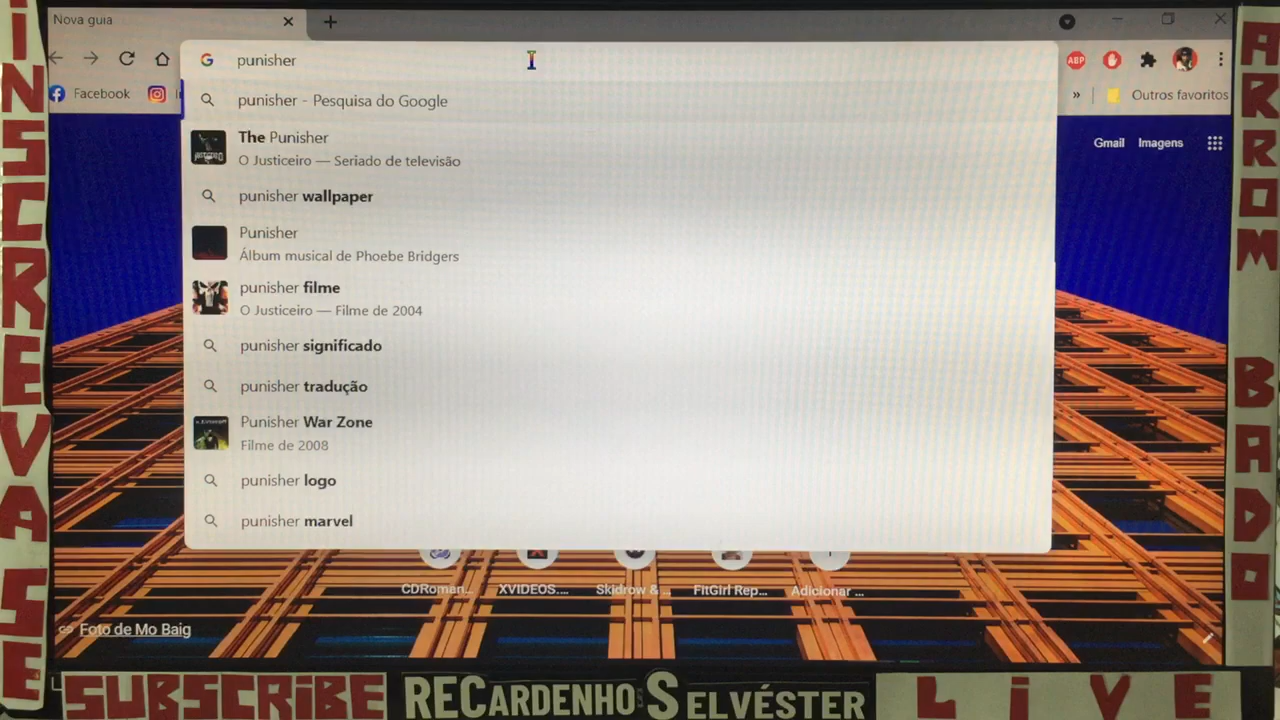 INSCREVA-SE
Nova guia
punisher
Facebook
ABP
»
Outros favoritos
punisher - Pesquisa do Google
The Punisher
O Justiceiro — Seriado de televisão
punisher wallpaper
Punisher
Álbum musical de Phoebe Bridgers
punisher filme
O Justiceiro — Filme de 2004
punisher significado
punisher tradução
Punisher War Zone
Filme de 2008
punisher logo
punisher marvel
Gmail
Imagens
CDRoman...
XVIDEOS....
Skidrow & ...
FitGirl Rep...
Adicionar ...
Foto de Mo Baig
ARROMBADO
SUBSCRIBE
RECARDENHO SELVÉSTER
LiVE